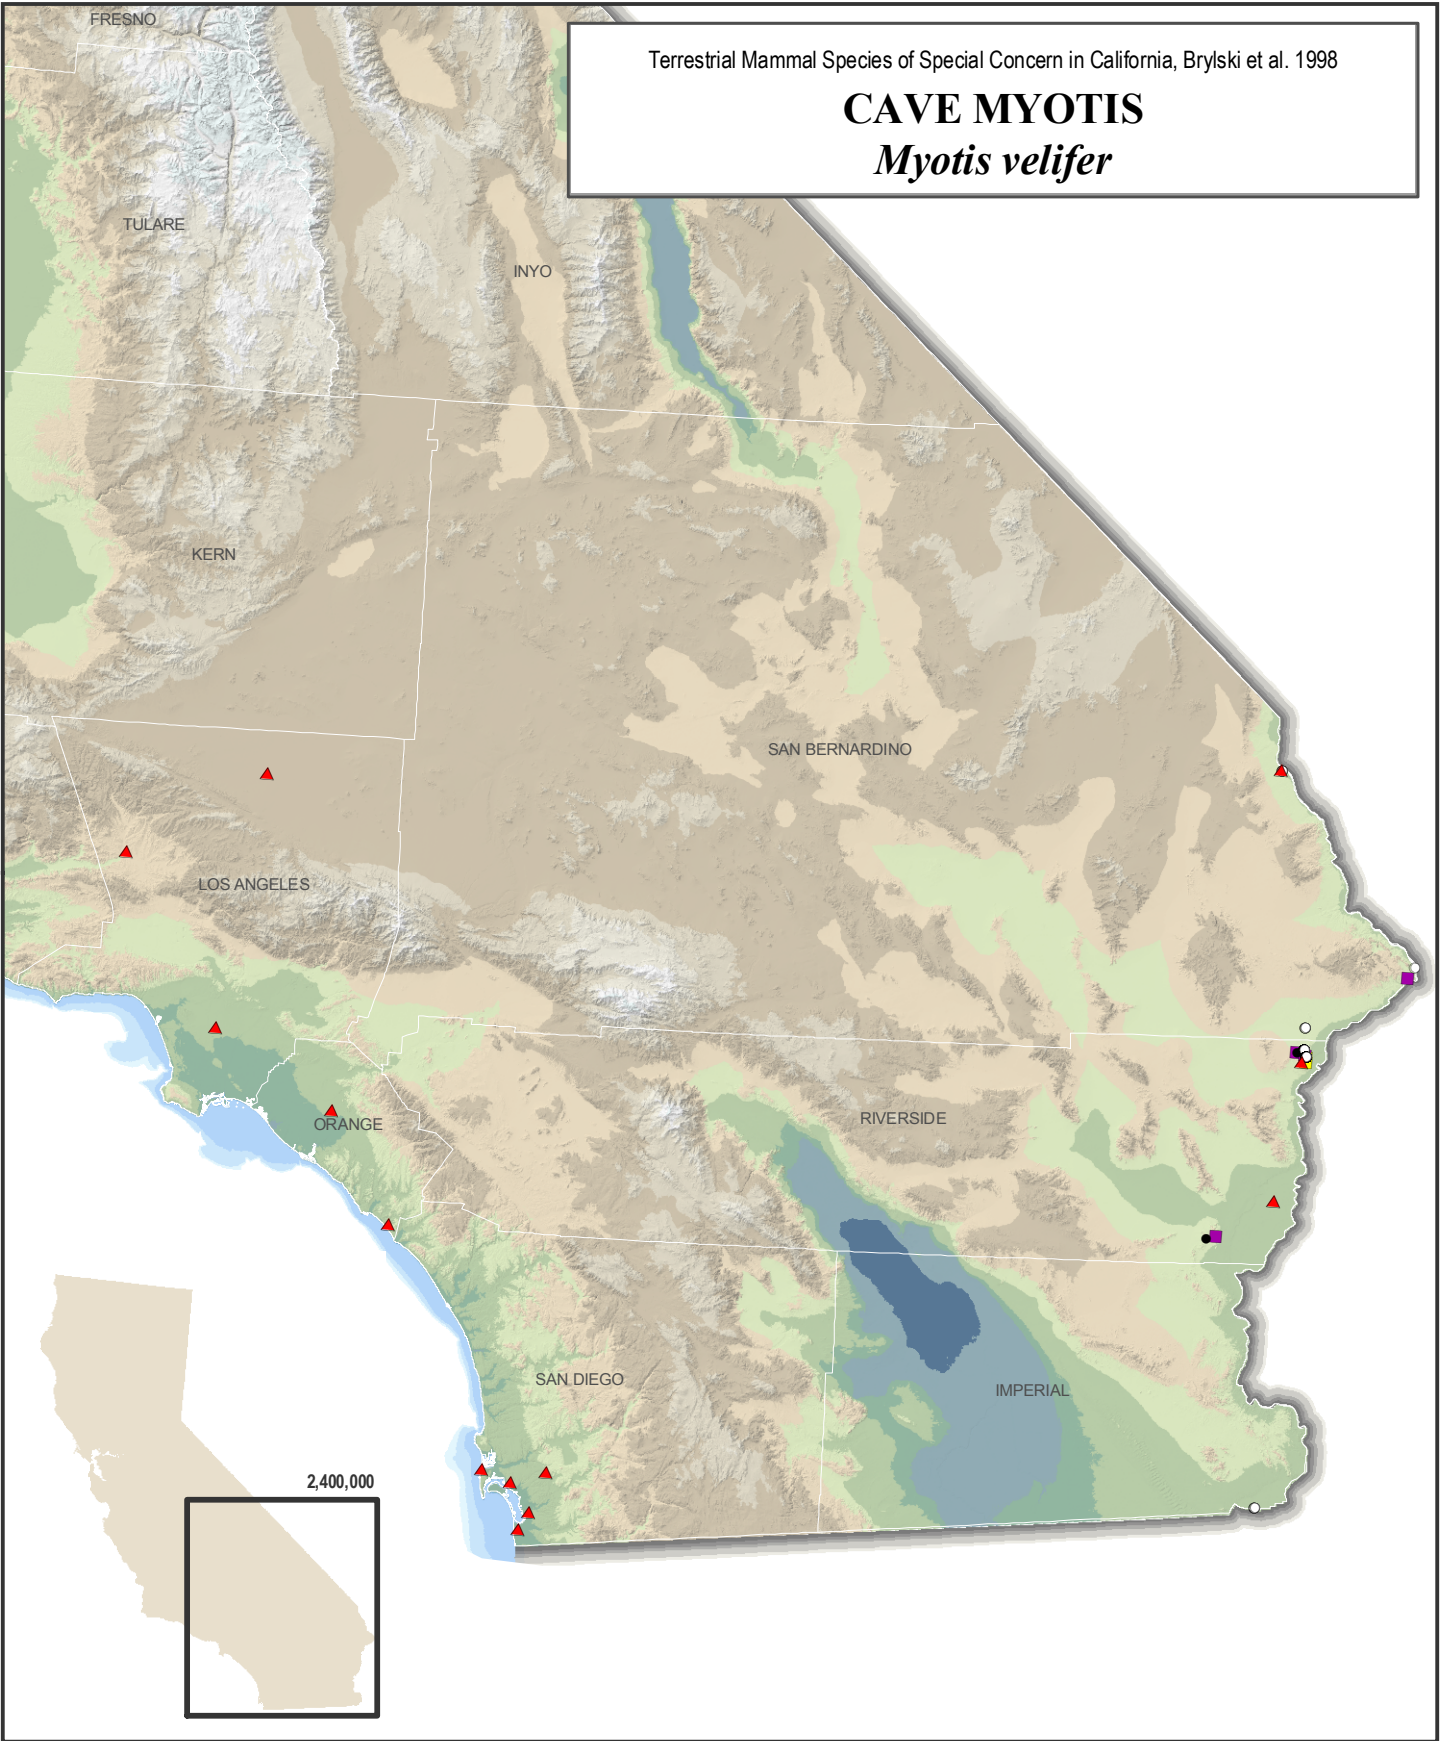 FRESNO
Terrestrial Mammal Species of Special Concern in California, Brylski et al. 1998
CAVE MYOTIS
Myotis velifer
TULARE
INYO
KERN
SAN BERNARDINO
LOS ANGELES
RIVERSIDE
ORANGE
SAN DIEGO
IMPERIAL
2,400,000